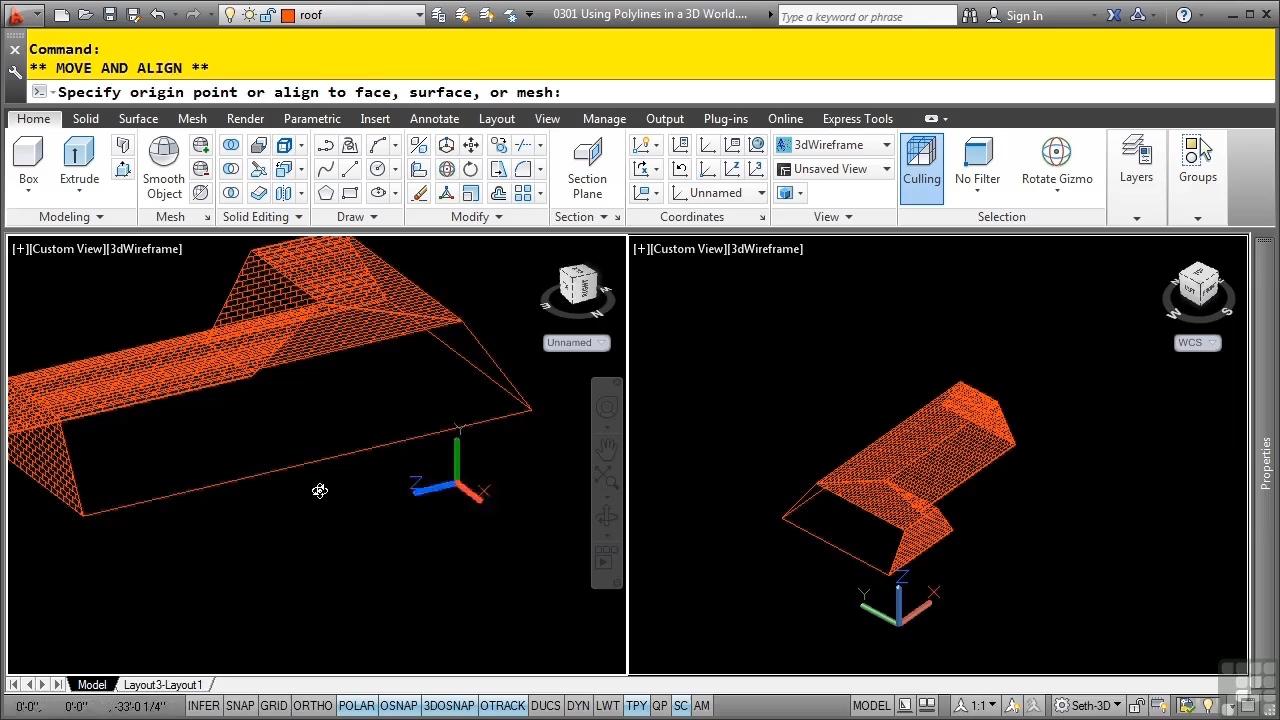 roof
0301 Using Polylines in a 3D World....
Type a keyword or phrase
Sign In
Command:
** MOVE AND ALIGN **
Specify origin point or align to face, surface, or mesh:
Home Solid Surface Mesh Render Parametric Insert Annotate Layout View Manage Output Plug-ins Online Express Tools
Box
Extrude
Smooth
Object
Section
Plane
3dWireframe
Unsaved View
Unnamed
Culling
No Filter
Rotate Gizmo
Layers
Groups
Modeling
Mesh
Solid Editing
Draw
Modify
Section
Coordinates
View
Selection
[+][Custom View][3dWireframe]
[+][Custom View][3dWireframe]
RIGHT
N
Unnamed
LEFT
FRONT
W
S
WCS
Y
Z
X
Z
Y
X
Properties
Model
Layout3-Layout1
0'-0", 0'-0", -33'-0 1/4"
INFER SNAP GRID ORTHO POLAR OSNAP 3DOSNAP OTRACK DUCS DYN LWT TPY QP SC AM
MODEL
1:1
Seth-3D